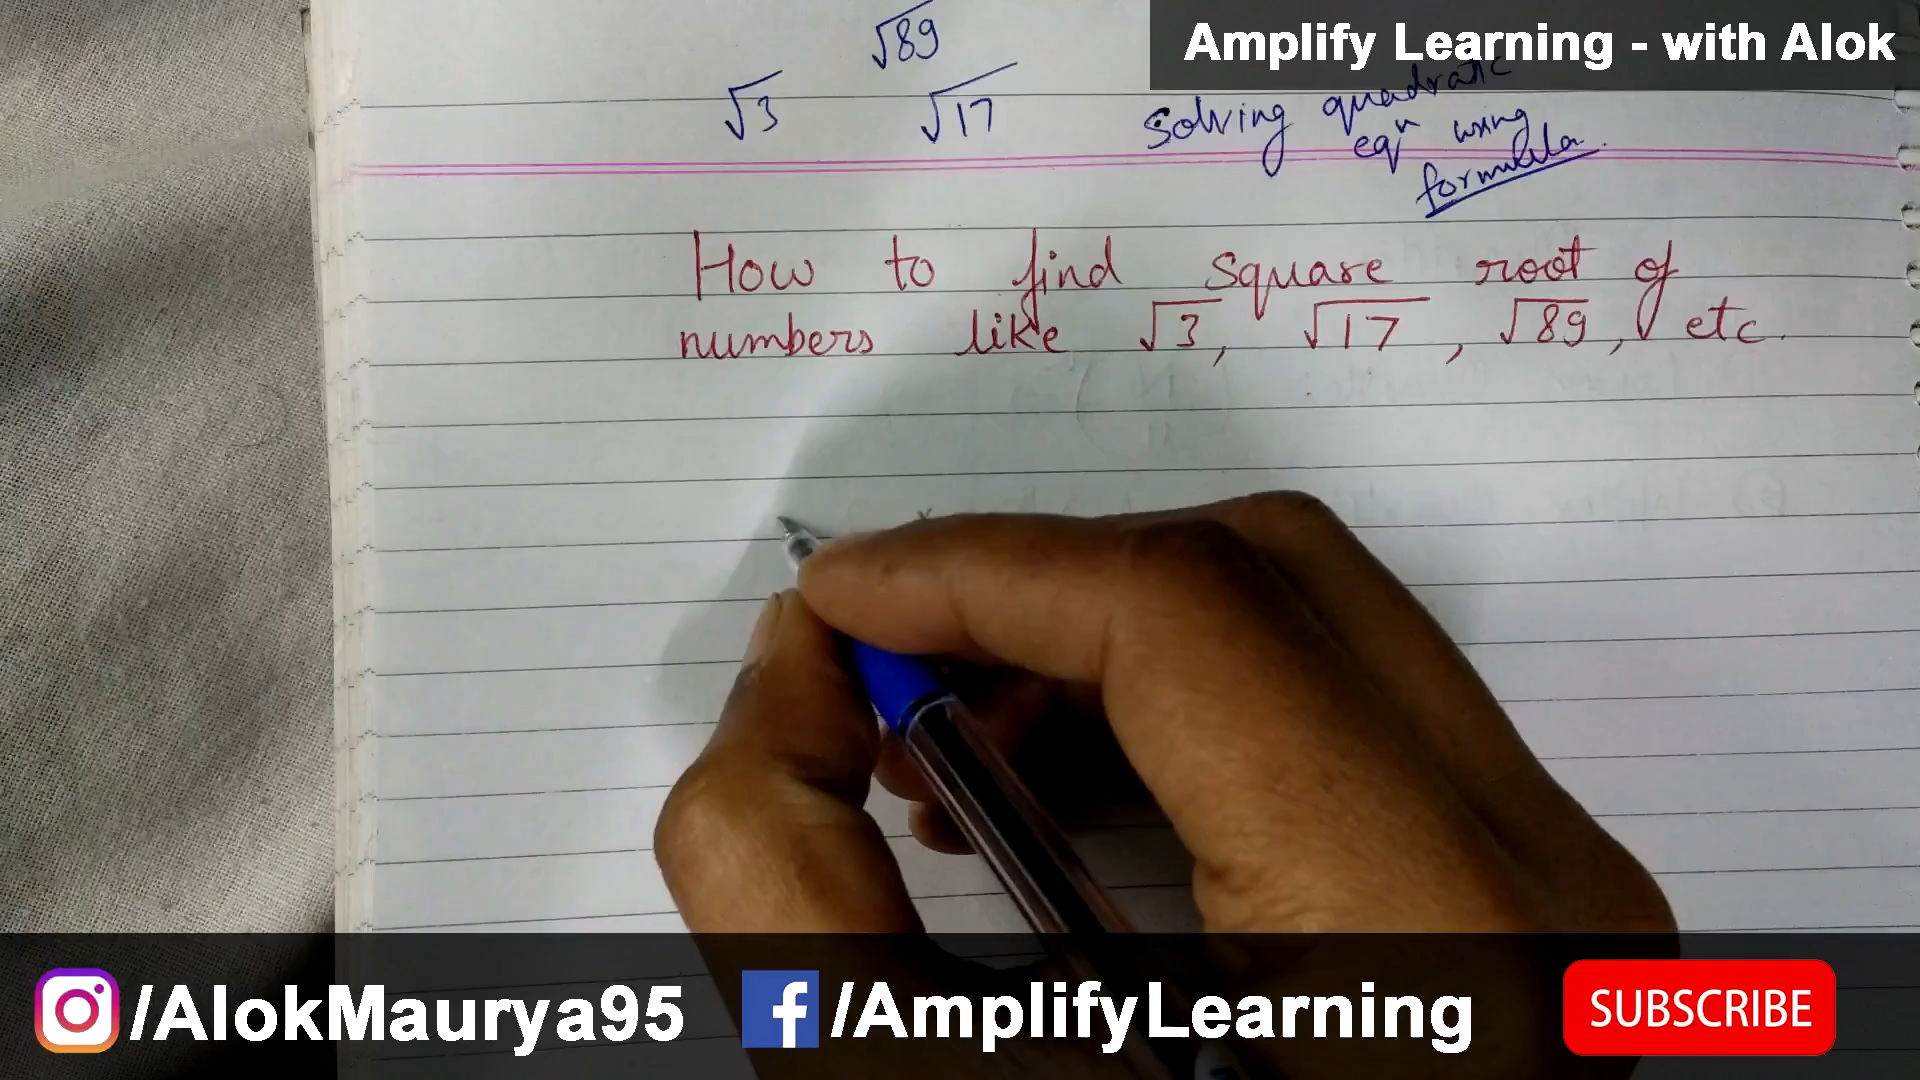 Amplify Learning - with Alok
√89
√3 √17
Solving quadratic
eqⁿ using
formula.
How to find square root of
numbers like √3, √17, √89, √ etc.
/AlokMaurya95 /AmplifyLearning SUBSCRIBE